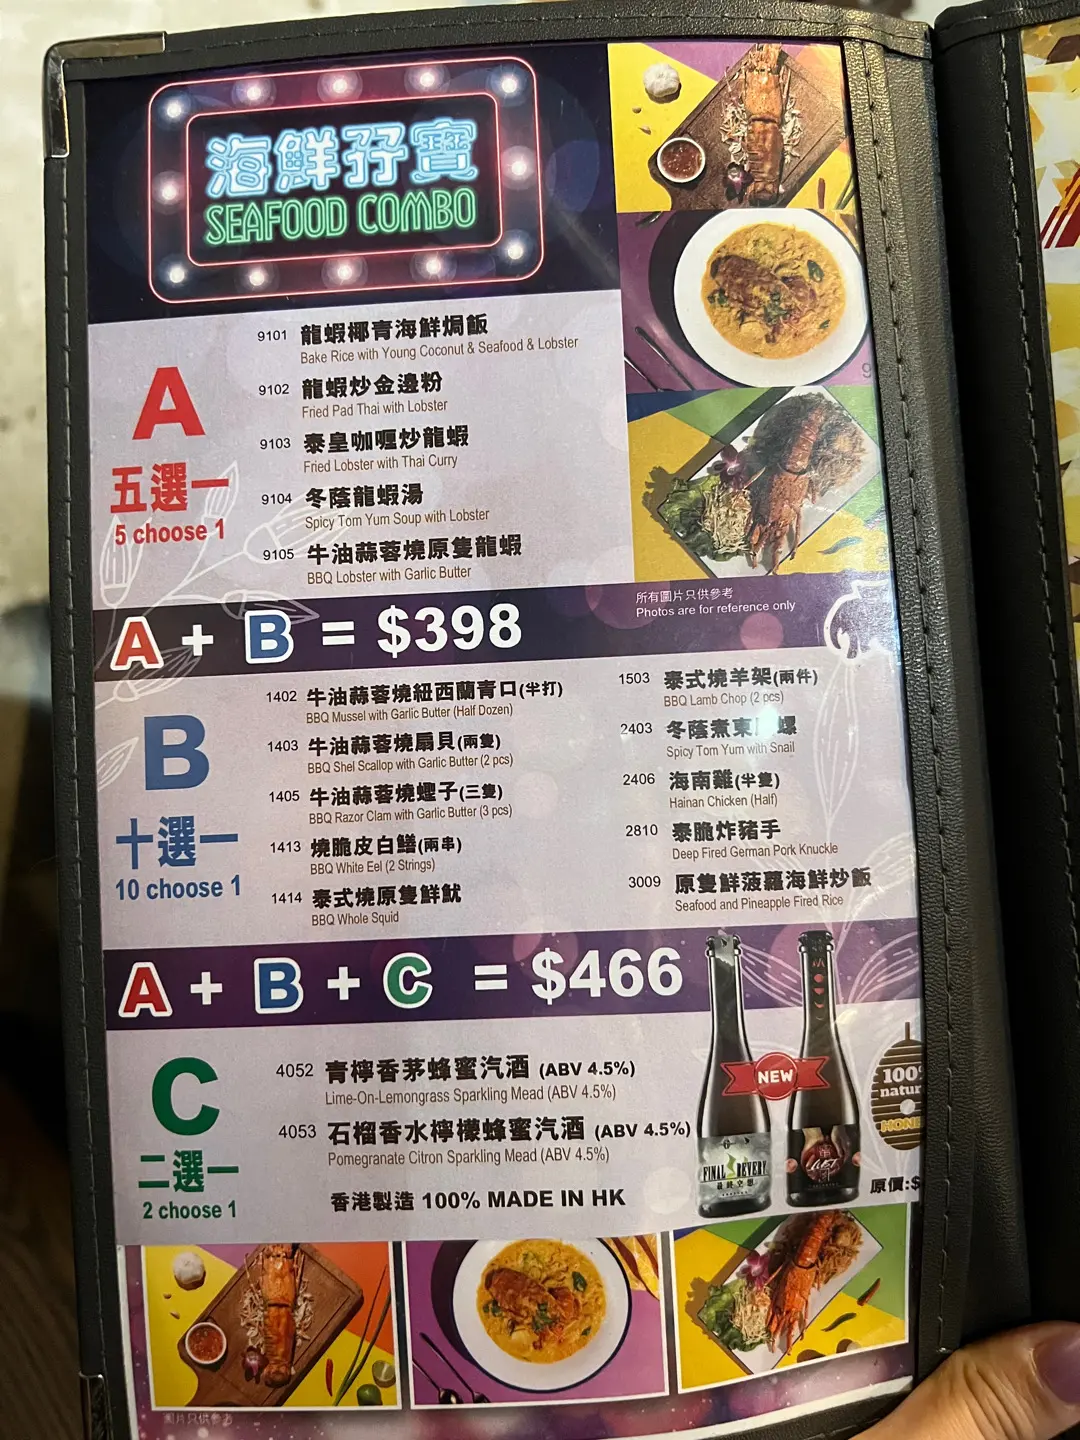 海鮮孖寶
SEAFOOD COMBO
A
五選一
5 choose 1
9101 龍蝦椰青海鮮焗飯
Bake Rice with Young Coconut & Seafood & Lobster
9102 龍蝦炒金邊粉
Fried Pad Thai with Lobster
9103 泰皇咖喱炒龍蝦
Fried Lobster with Thai Curry
9104 冬蔭龍蝦湯
Spicy Tom Yum Soup with Lobster
9105 牛油蒜蓉燒原隻龍蝦
BBQ Lobster with Garlic Butter
所有圖片只供參考
Photos are for reference only
A + B = $398
B
十選一
10 choose 1
1402 牛油蒜蓉燒紐西蘭青口(半打)
BBQ Mussel with Garlic Butter (Half Dozen)
1403 牛油蒜蓉燒扇貝(兩隻)
BBQ Shel Scallop with Garlic Butter (2 pcs)
1405 牛油蒜蓉燒蟶子(三隻)
BBQ Razor Clam with Garlic Butter (3 pcs)
1413 燒脆皮白鱔(兩串)
BBQ White Eel (2 Strings)
1414 泰式燒原隻鮮魷
BBQ Whole Squid
1503 泰式燒羊架(兩件)
BBQ Lamb Chop (2 pcs)
2403 冬蔭煮東 螺
Spicy Tom Yum with Snail
2406 海南雞(半隻)
Hainan Chicken (Half)
2810 泰脆炸豬手
Deep Fired German Pork Knuckle
3009 原隻鮮菠蘿海鮮炒飯
Seafood and Pineapple Fired Rice
A + B + C = $466
C
二選一
2 choose 1
4052 青檸香茅蜂蜜汽酒 (ABV 4.5%)
Lime-On-Lemongrass Sparkling Mead (ABV 4.5%)
4053 石榴香水檸檬蜂蜜汽酒 (ABV 4.5%)
Pomegranate Citron Sparkling Mead (ABV 4.5%)
香港製造 100% MADE IN HK
NEW
100%
natur
HONE
原價:$
圖片只供參考